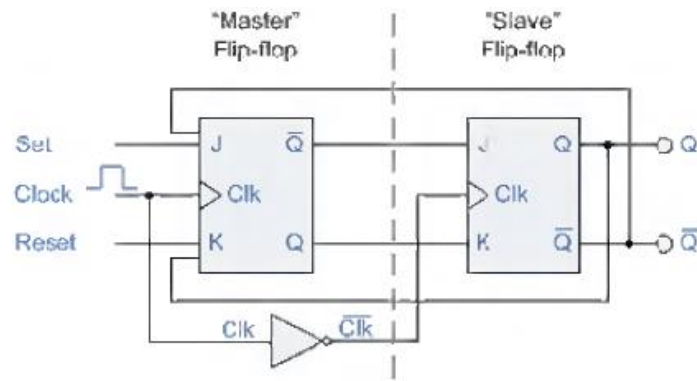 "Master"
Flip-flop
"Slave"
Flip-flop
Set
J
Q̅
J
Q
Q
Clock
Clk
Clk
Reset
K
Q
K
Q̅
Q̅
Clk
C̅l̅k̅